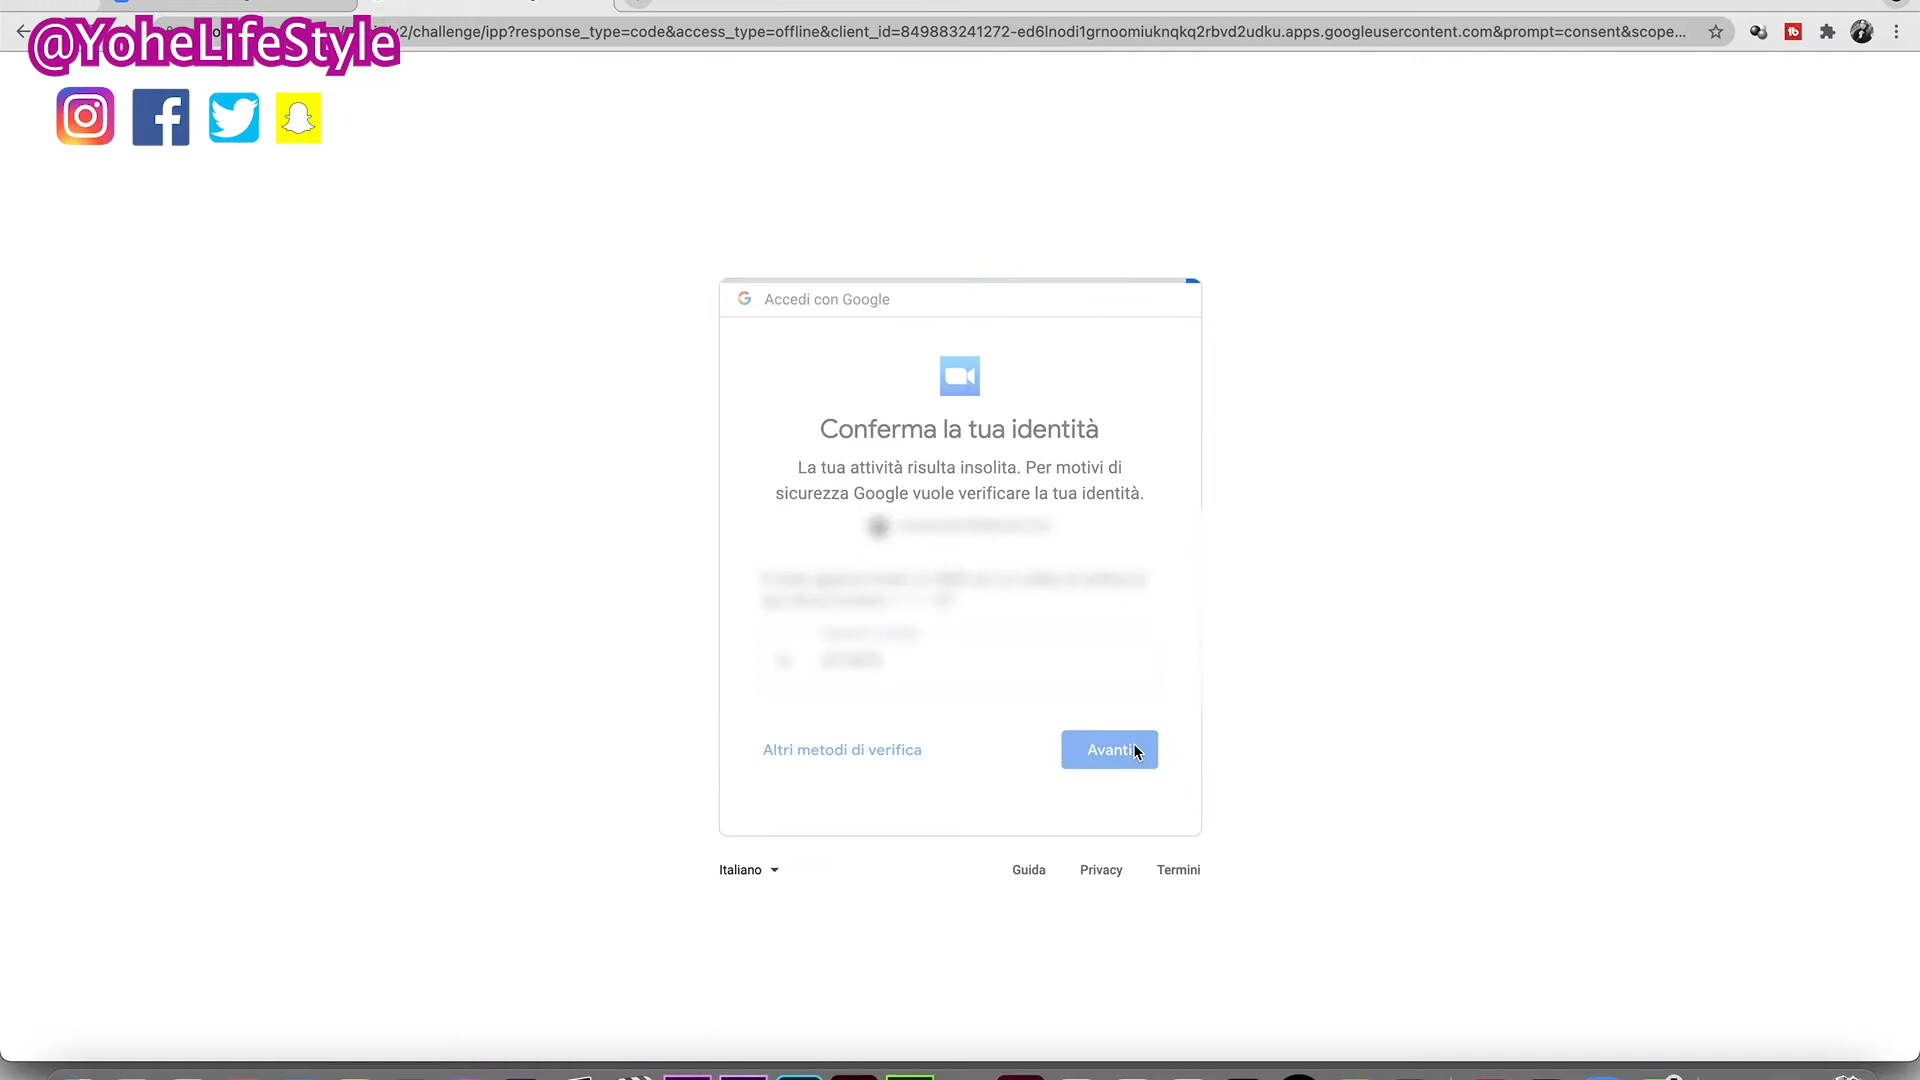 @YoheLifeStyle
v2/challenge/ipp?response_type=code&access_type=offline&client_id=849883241272-ed6lnodi1grnoomiuknqkq2rbvd2udku.apps.googleusercontent.com&prompt=consent&scope...
Accedi con Google
Conferma la tua identità
La tua attività risulta insolita. Per motivi di
sicurezza Google vuole verificare la tua identità.
Altri metodi di verifica
Avanti
Italiano
Guida
Privacy
Termini